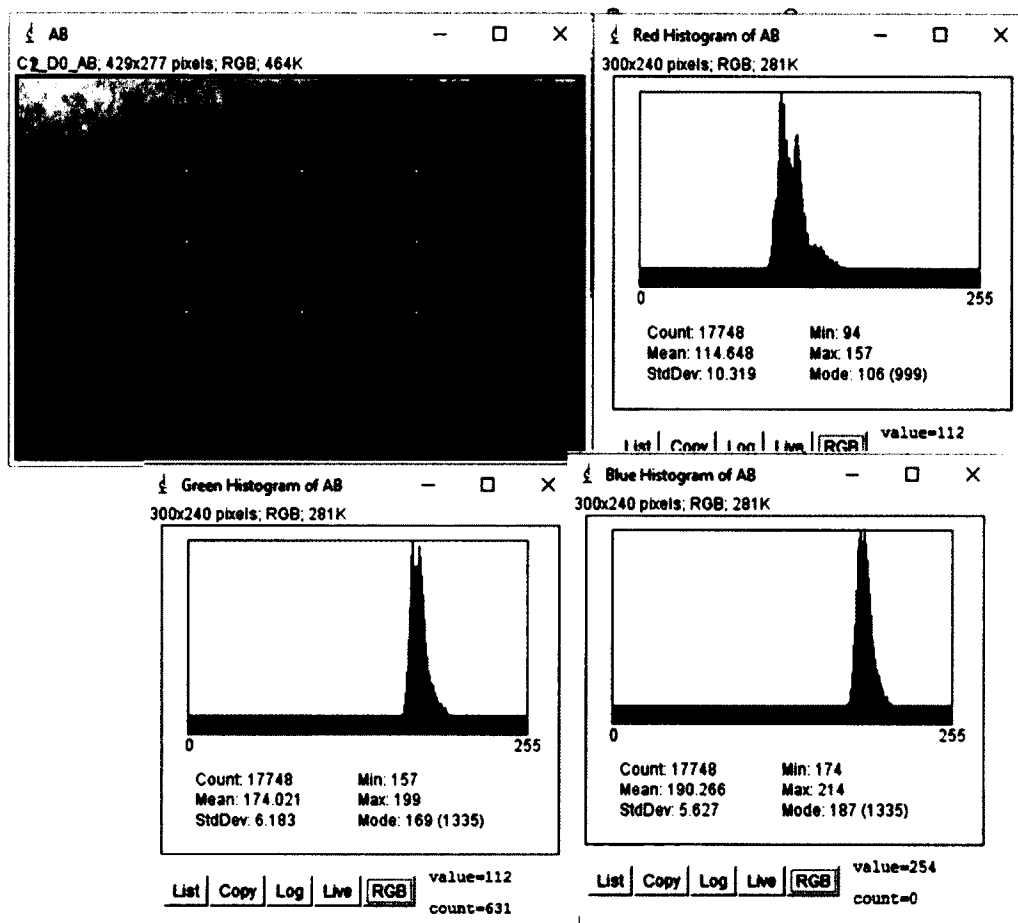 AB
C2_D0_AB; 429x277 pixels; RGB; 464K
Red Histogram of AB
300x240 pixels; RGB; 281K
0 255
Count: 17748 Min: 94
Mean: 114.648 Max: 157
StdDev: 10.319 Mode: 106 (999)
List Copy Log Live RGB value=112
Green Histogram of AB
300x240 pixels; RGB; 281K
0 255
Count: 17748 Min: 157
Mean: 174.021 Max: 199
StdDev: 6.183 Mode: 169 (1335)
List Copy Log Live RGB value=112
count=631
Blue Histogram of AB
300x240 pixels; RGB; 281K
0 255
Count: 17748 Min: 174
Mean: 190.266 Max: 214
StdDev: 5.627 Mode: 187 (1335)
List Copy Log Live RGB value=254
count=0